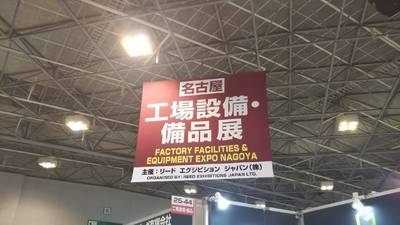 名古屋
工場設備・
備品展
FACTORY FACILITIES &
EQUIPMENT EXPO NAGOYA
主催：リード エグジビション ジャパン(株)
ORGANISED BY: REED EXHIBITIONS JAPAN LTD.
25-44